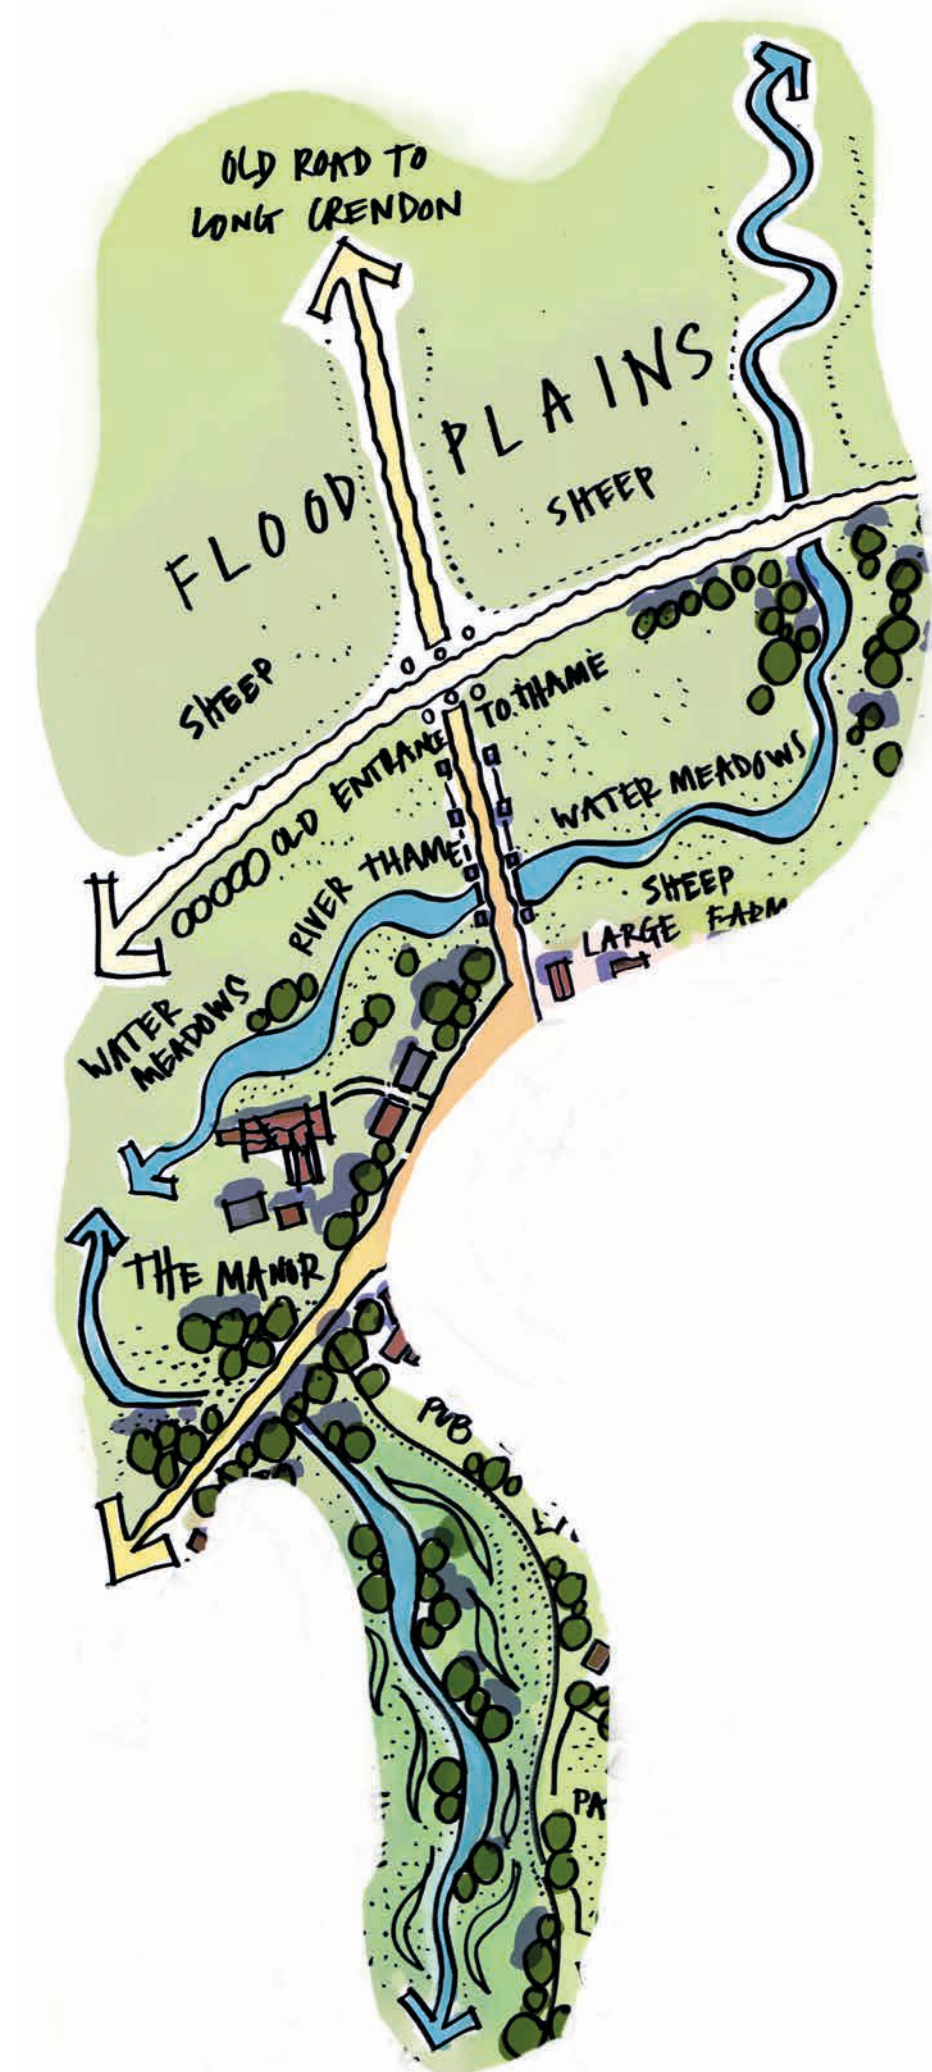 OLD ROAD TO
LONG CRENDON
FLOOD PLAINS
SHEEP
SHEEP
OLD ENTRANCE TO THAME
WATER MEADOWS
RIVER THAME
SHEEP
LARGE FARM
WATER
MEADOWS
THE MANOR
PUB
PA